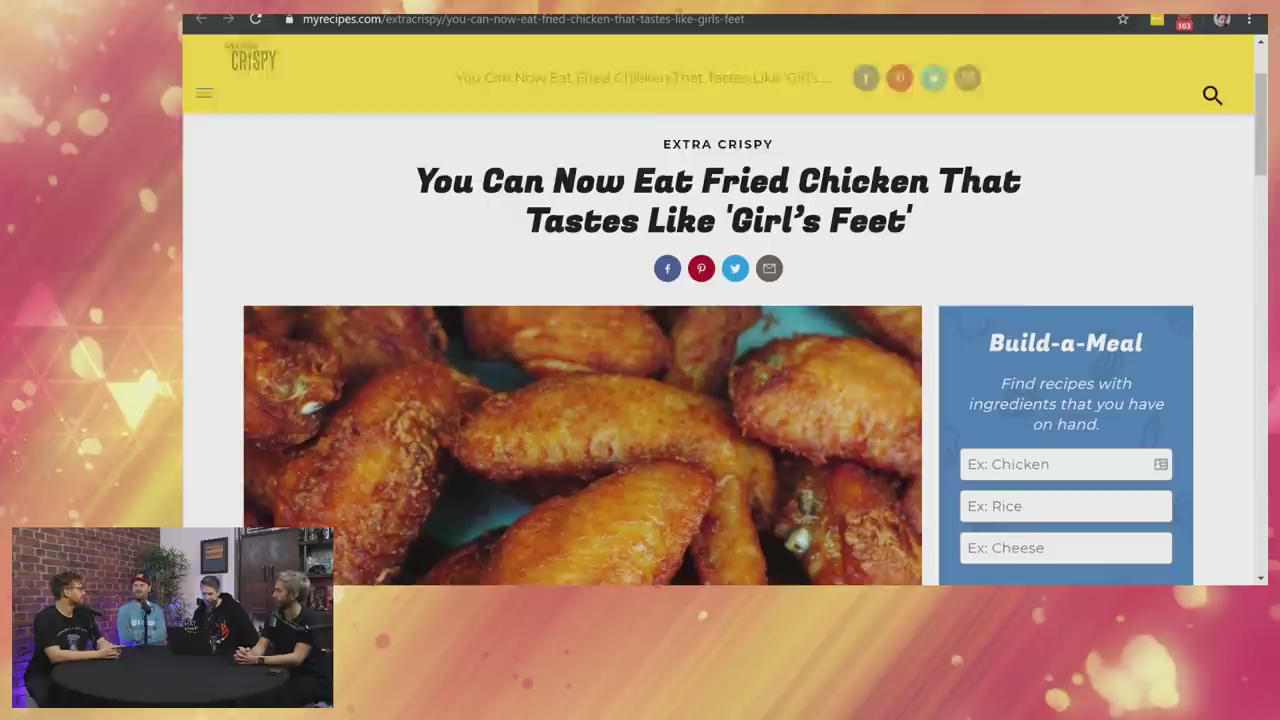 myrecipes.com/extracrispy/you-can-now-eat-fried-chicken-that-tastes-like-girls-feet
103
CRISPY
You Can Now Eat Fried Chicken That Tastes Like 'Girl's ...
EXTRA CRISPY
You Can Now Eat Fried Chicken That
Tastes Like 'Girl’s Feet'
Build-a-Meal
Find recipes with
ingredients that you have
on hand.
Ex: Chicken
Ex: Rice
Ex: Cheese